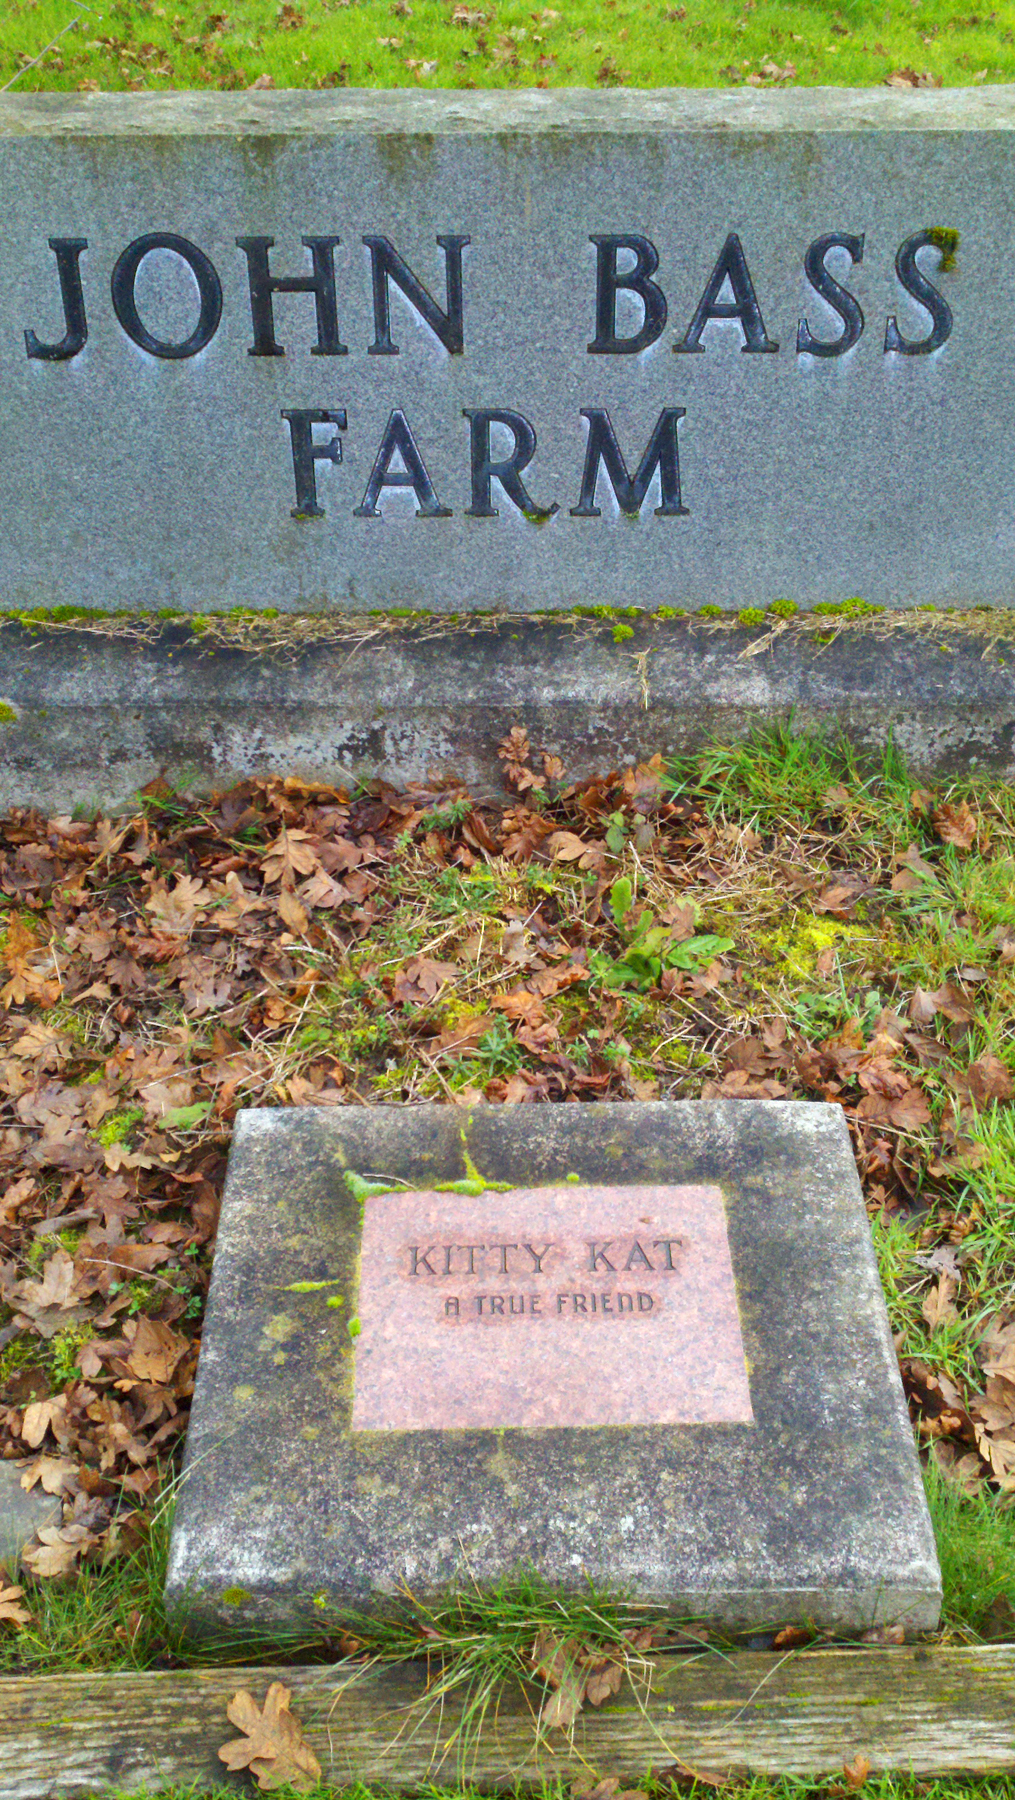 JOHN BASS
FARM
KITTY KAT
A TRUE FRIEND